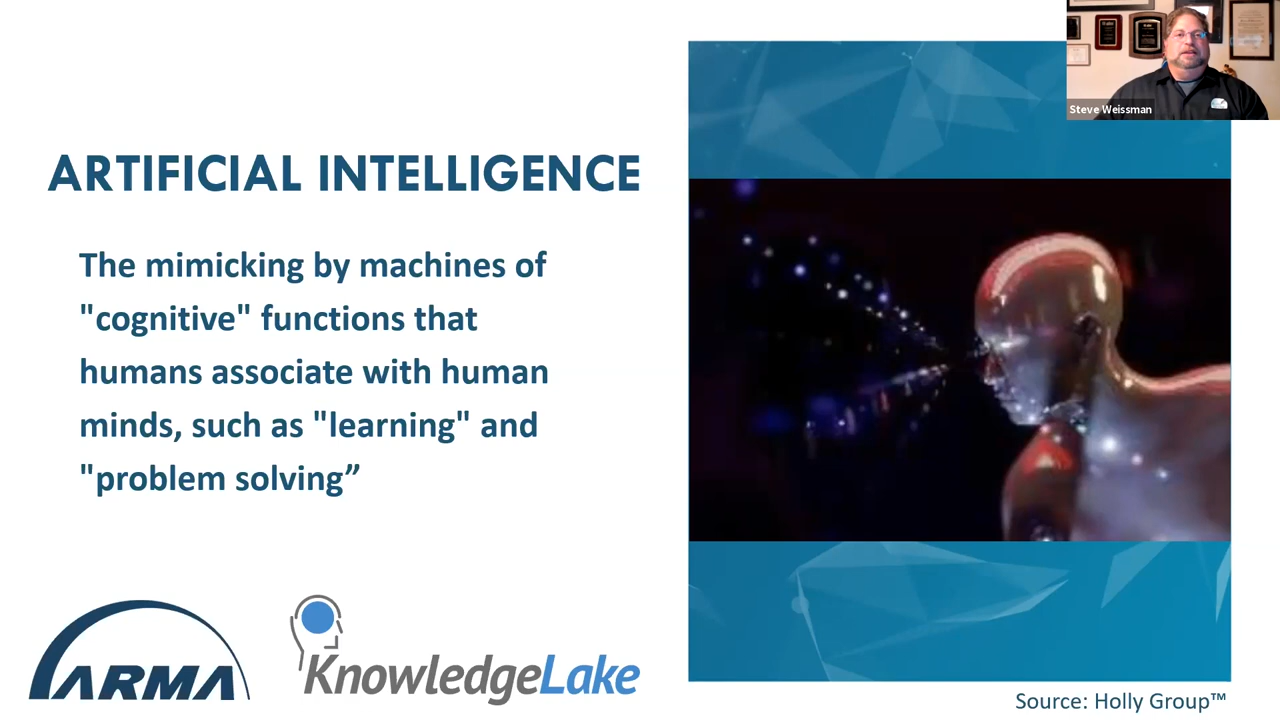 Steve Weissman
ARTIFICIAL INTELLIGENCE
The mimicking by machines of
"cognitive" functions that
humans associate with human
minds, such as "learning" and
"problem solving”
ARMA
KnowledgeLake
Source: Holly Group™